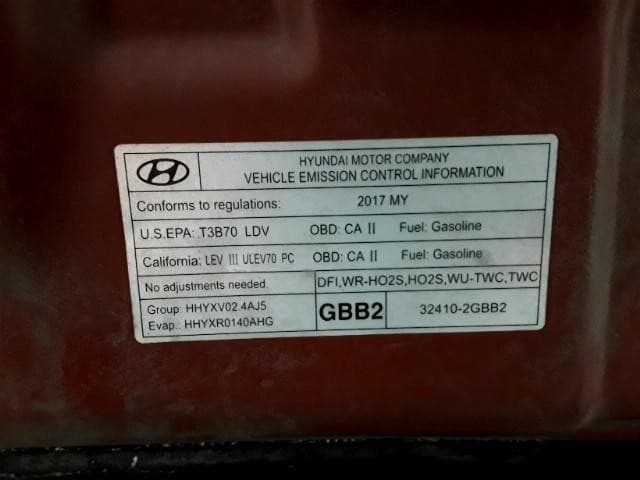 HYUNDAI MOTOR COMPANY
VEHICLE EMISSION CONTROL INFORMATION
Conforms to regulations: 2017 MY
U.S.EPA: T3B70 LDV OBD: CA II Fuel: Gasoline
California: LEV III ULEV70 PC OBD: CA II Fuel: Gasoline
No adjustments needed. DFI,WR-HO2S,HO2S,WU-TWC,TWC
Group: HHYXV02.4AJ5
Evap.: HHYXR0140AHG
GBB2 32410-2GBB2